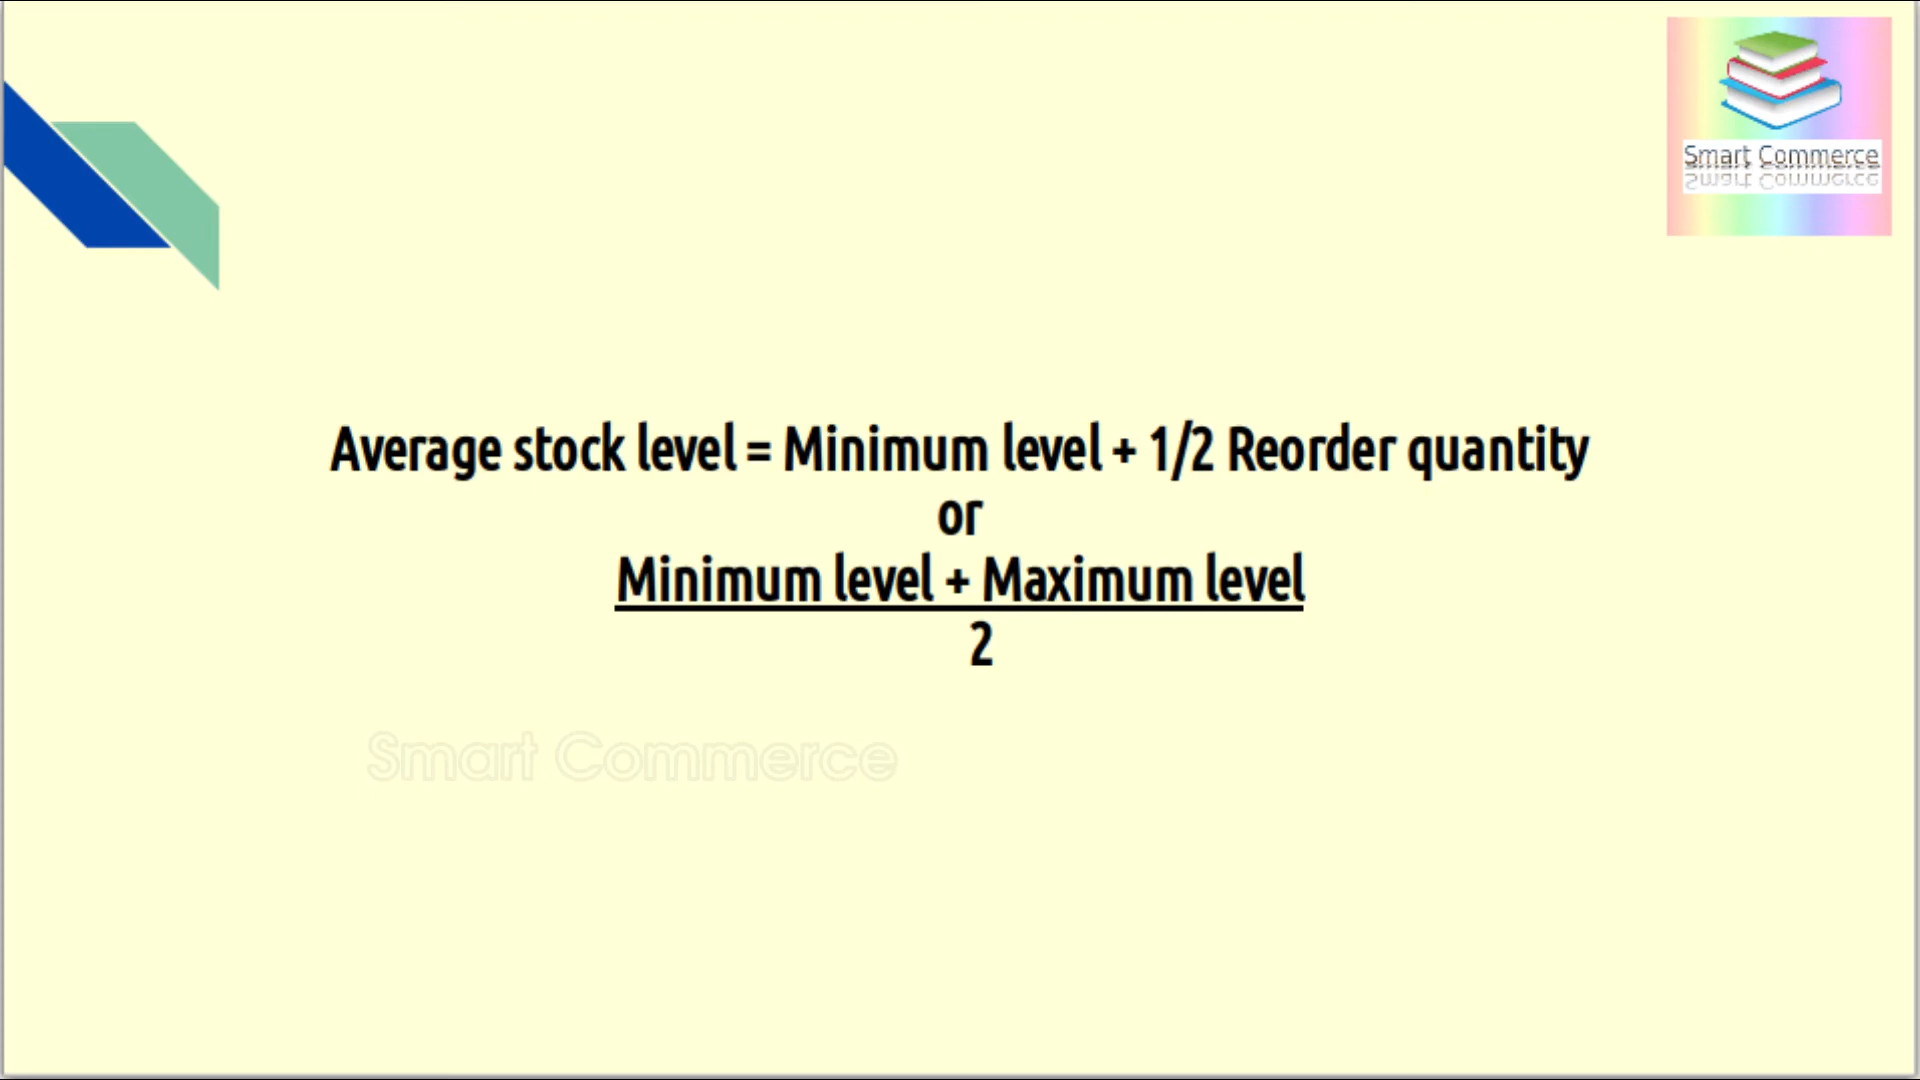 Smart Commerce
Average stock level = Minimum level + 1/2 Reorder quantity
or
Minimum level + Maximum level
2
Smart Commerce